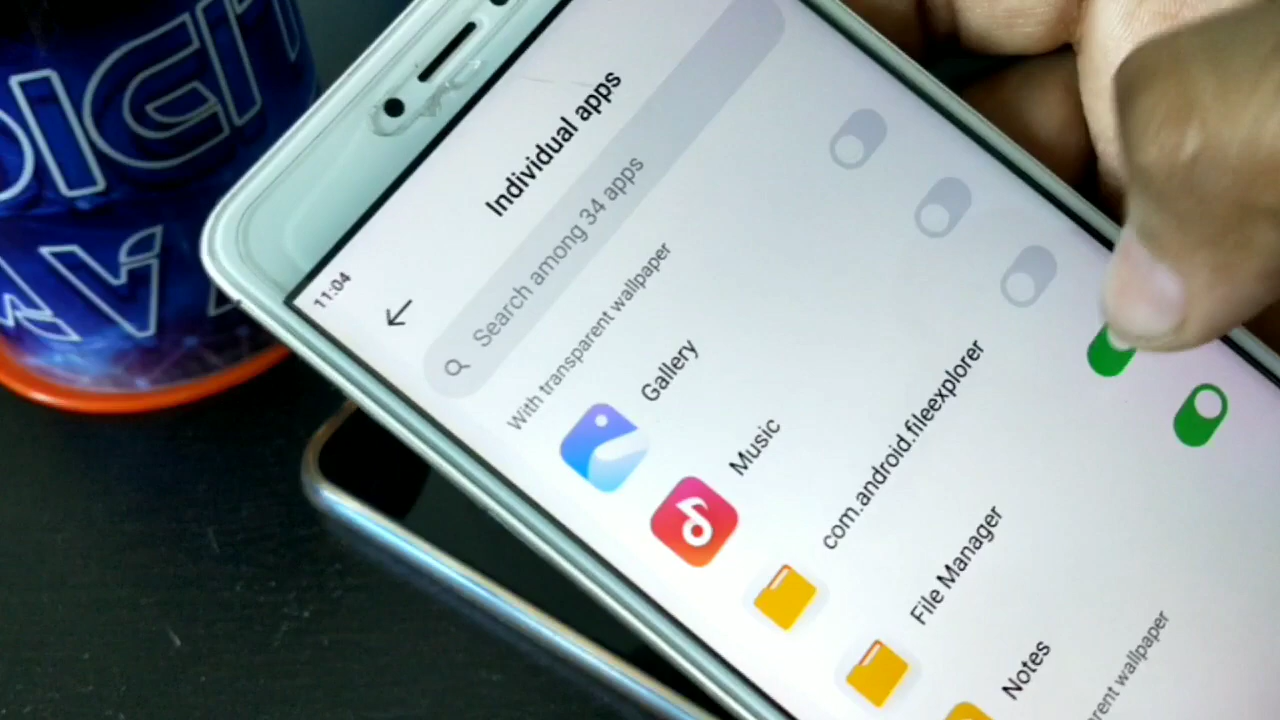 11:04
Individual apps
Search among 34 apps
With transparent wallpaper
Gallery
Music
com.android.fileexplorer
File Manager
Notes
wallpaper